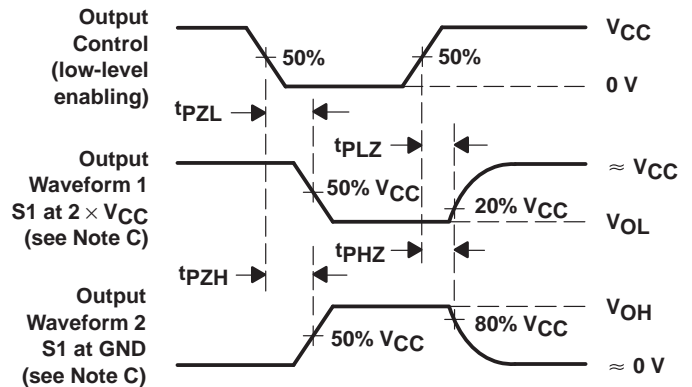 Output
Control
(low-level
enabling)
50%
50%
VCC
0 V
tPZL
tPLZ
Output
Waveform 1
S1 at 2 × VCC
(see Note C)
50% VCC
20% VCC
≈ VCC
VOL
tPZH
tPHZ
Output
Waveform 2
S1 at GND
(see Note C)
50% VCC
80% VCC
VOH
≈ 0 V